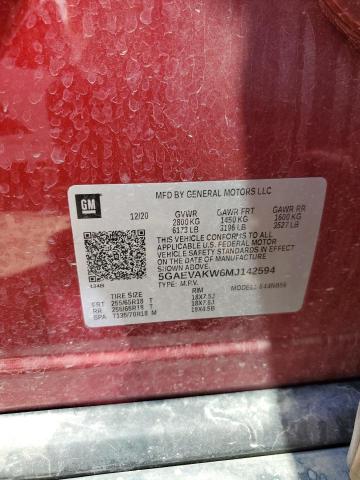 GM
MFD BY GENERAL MOTORS LLC
12/20 GVWR GAWR FRT GAWR RR
2800 KG 1450 KG 1600 KG
6173 LB 3196 LB 3527 LB
THIS VEHICLE CONFORMS TO ALL
APPLICABLE U.S. FEDERAL MOTOR
VEHICLE SAFETY STANDARDS IN EFFECT
ON THE DATE OF MANUFACTURE SHOWN ABOVE.
5GAEVAKW6MJ142594
TYPE: M.P.V. MODEL:
TIRE SIZE RIM
FRT 255/65R18 T 18X7.5J
RR 255/65R18 T 18X7.5J
SPA T135/70R18 M 18X4.5B